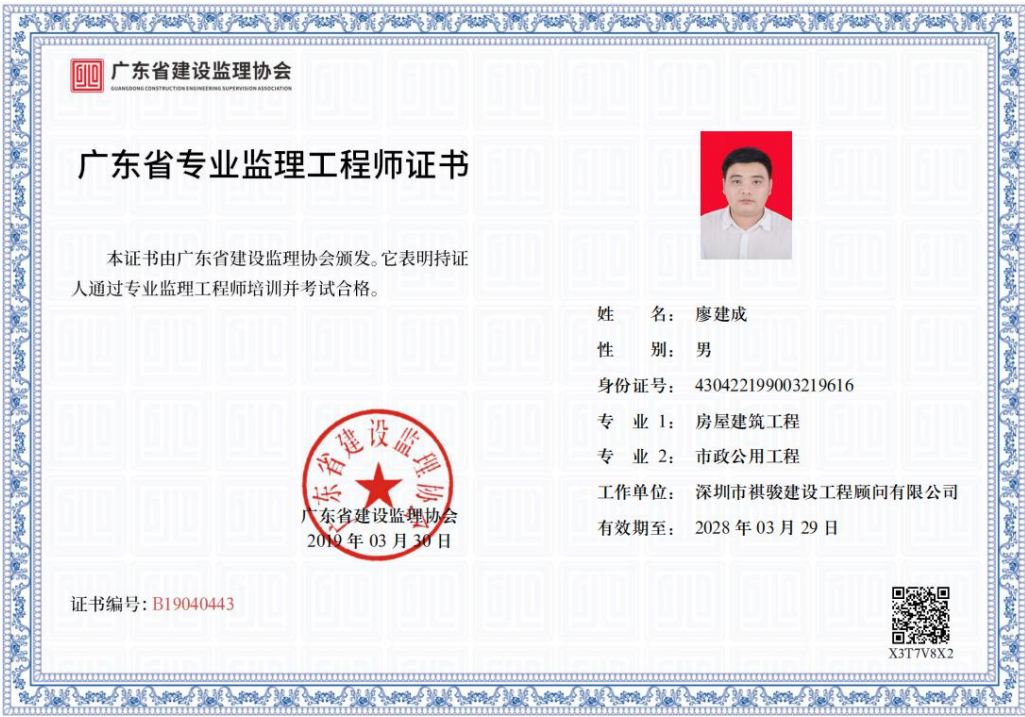 广东省建设监理协会
GUANGDONG CONSTRUCTION ENGINEERING SUPERVISION ASSOCIATION
广东省专业监理工程师证书
本证书由广东省建设监理协会颁发。它表明持证
人通过专业监理工程师培训并考试合格。
姓 名： 廖建成
性 别： 男
身份证号： 430422199003219616
专 业 1： 房屋建筑工程
专 业 2： 市政公用工程
工作单位： 深圳市祺骏建设工程顾问有限公司
有效期至： 2028 年 03 月 29 日
广东省建设监理协会
广东省建设监理协会
2019 年 03 月 30 日
证书编号: B19040443
X3T7V8X2